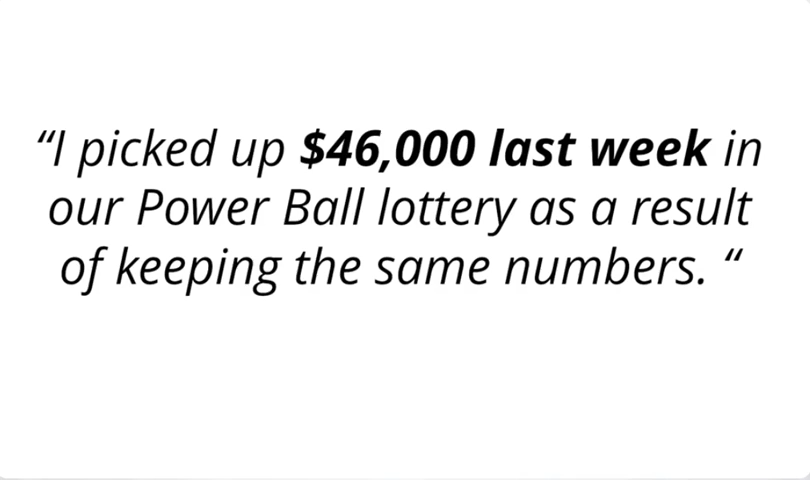 “I picked up $46,000 last week in
our Power Ball lottery as a result
of keeping the same numbers. “